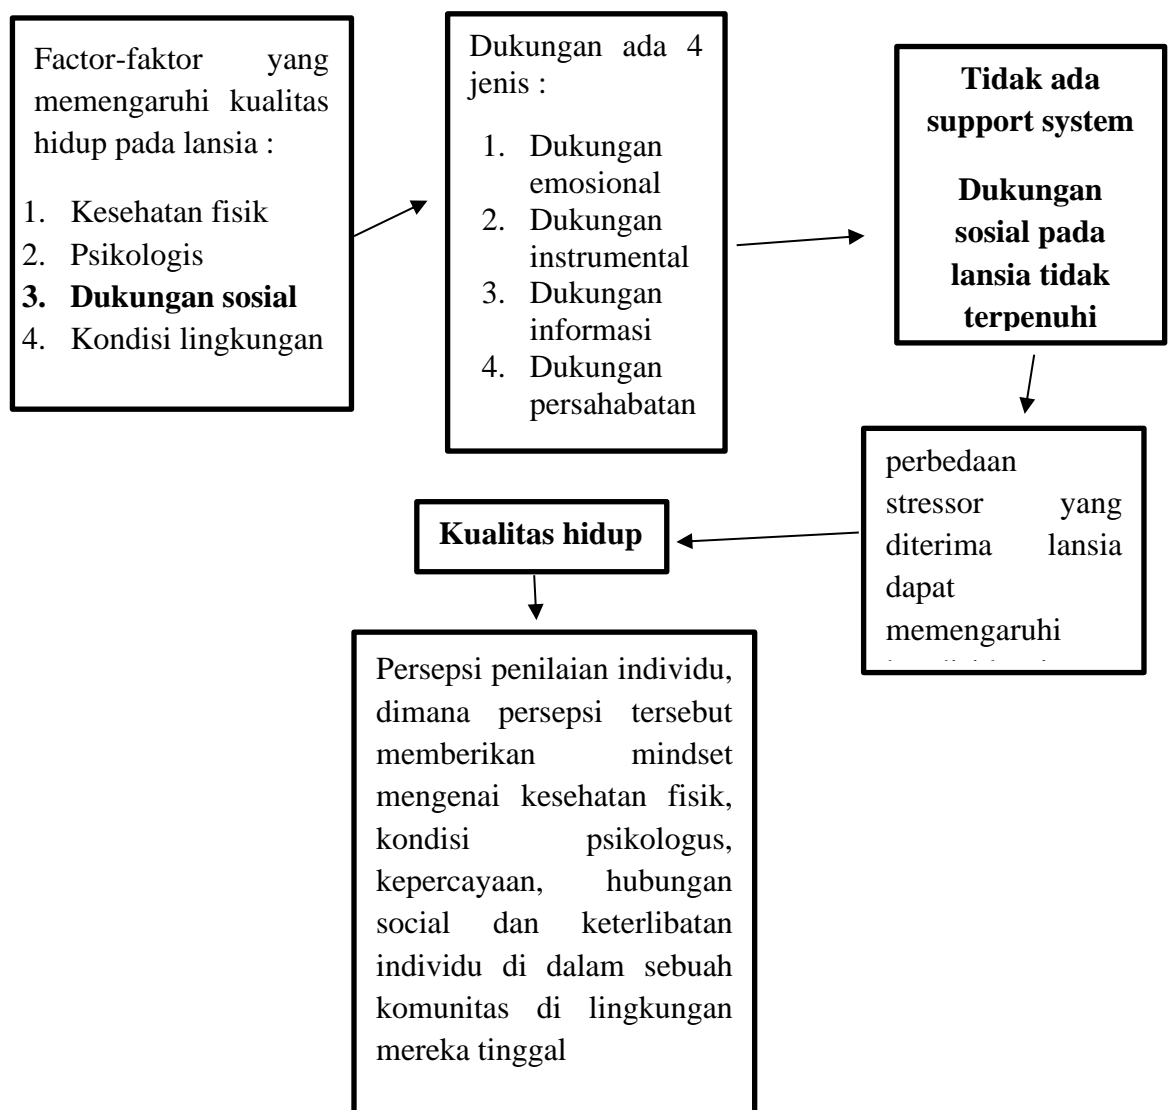 Factor-faktor yang
memengaruhi kualitas
hidup pada lansia :
1. Kesehatan fisik
2. Psikologis
3. Dukungan sosial
4. Kondisi lingkungan
Dukungan ada 4
jenis :
1. Dukungan
emosional
2. Dukungan
instrumental
3. Dukungan
informasi
4. Dukungan
persahabatan
Tidak ada
support system
Dukungan
sosial pada
lansia tidak
terpenuhi
perbedaan
stressor yang
diterima lansia
dapat
memengaruhi
Kualitas hidup
Persepsi penilaian individu,
dimana persepsi tersebut
memberikan mindset
mengenai kesehatan fisik,
kondisi psikologus,
kepercayaan, hubungan
social dan keterlibatan
individu di dalam sebuah
komunitas di lingkungan
mereka tinggal